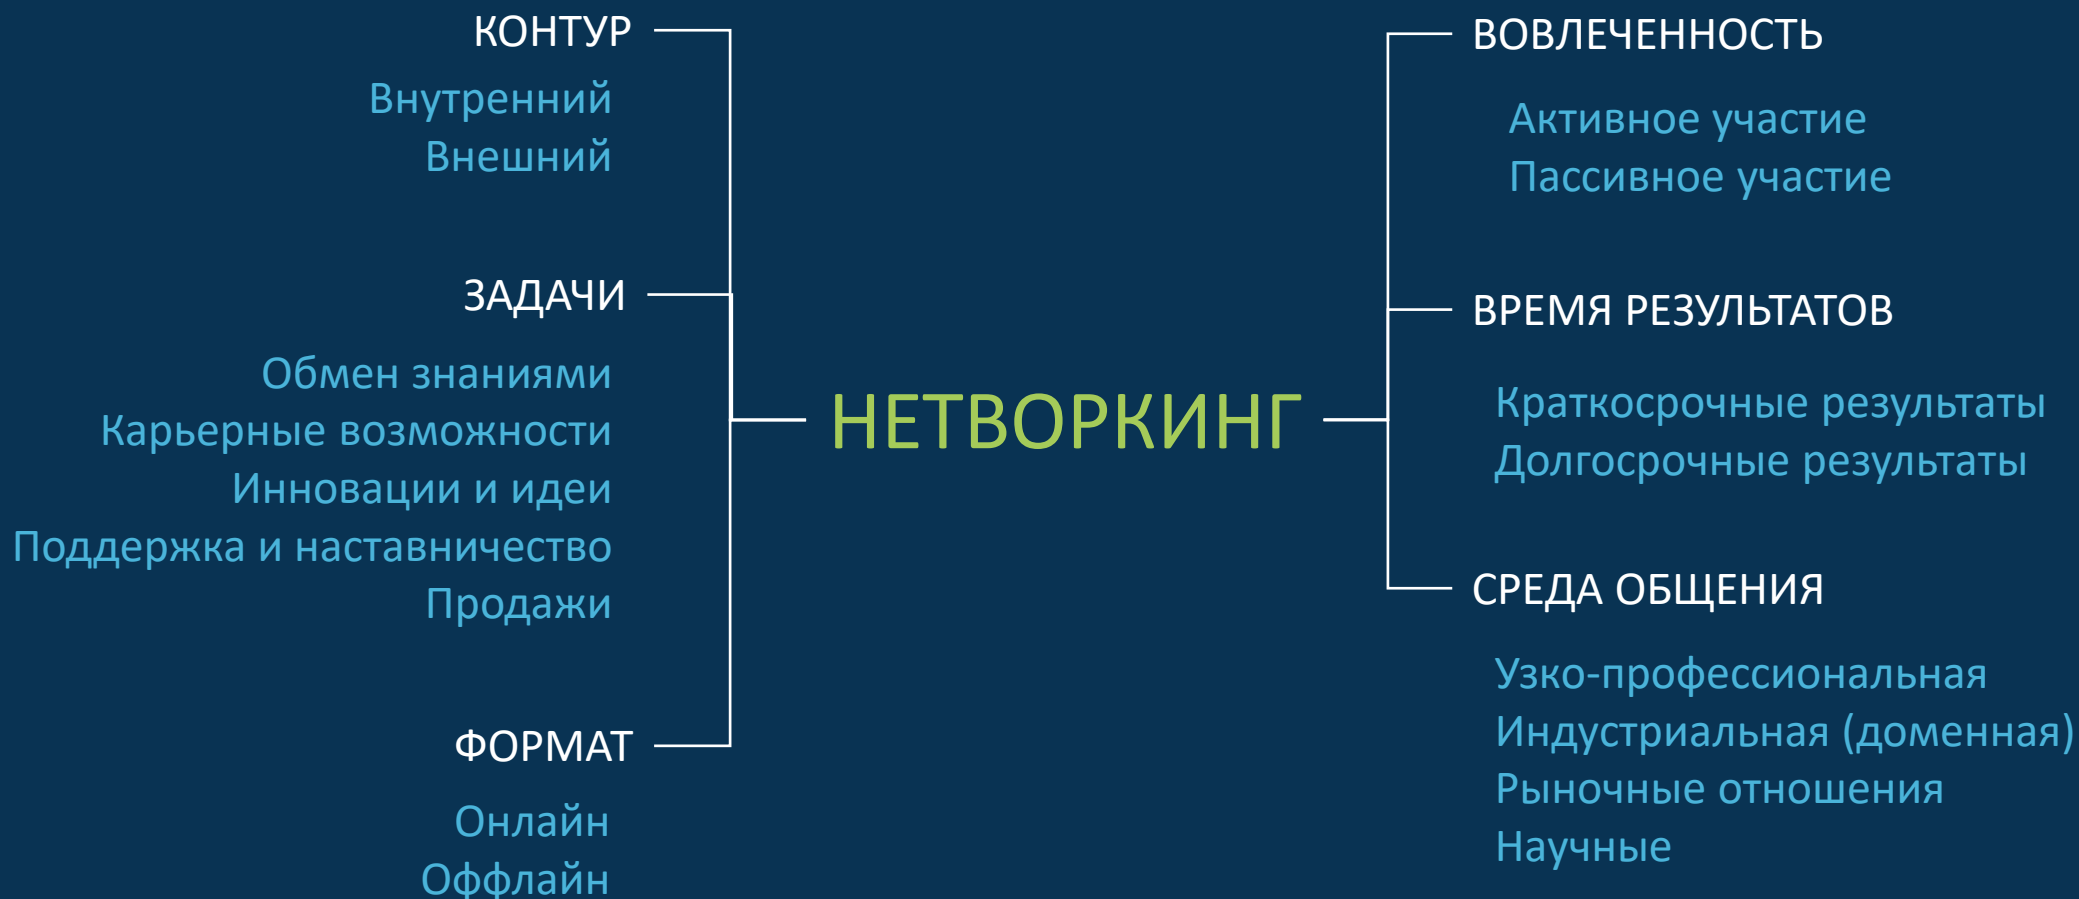 КОНТУР
Внутренний
Внешний
ЗАДАЧИ
Обмен знаниями
Карьерные возможности
Инновации и идеи
Поддержка и наставничество
Продажи
ФОРМАТ
Онлайн
Оффлайн
НЕТВОРКИНГ
ВОВЛЕЧЕННОСТЬ
Активное участие
Пассивное участие
ВРЕМЯ РЕЗУЛЬТАТОВ
Краткосрочные результаты
Долгосрочные результаты
СРЕДА ОБЩЕНИЯ
Узко-профессиональная
Индустриальная (доменная)
Рыночные отношения
Научные